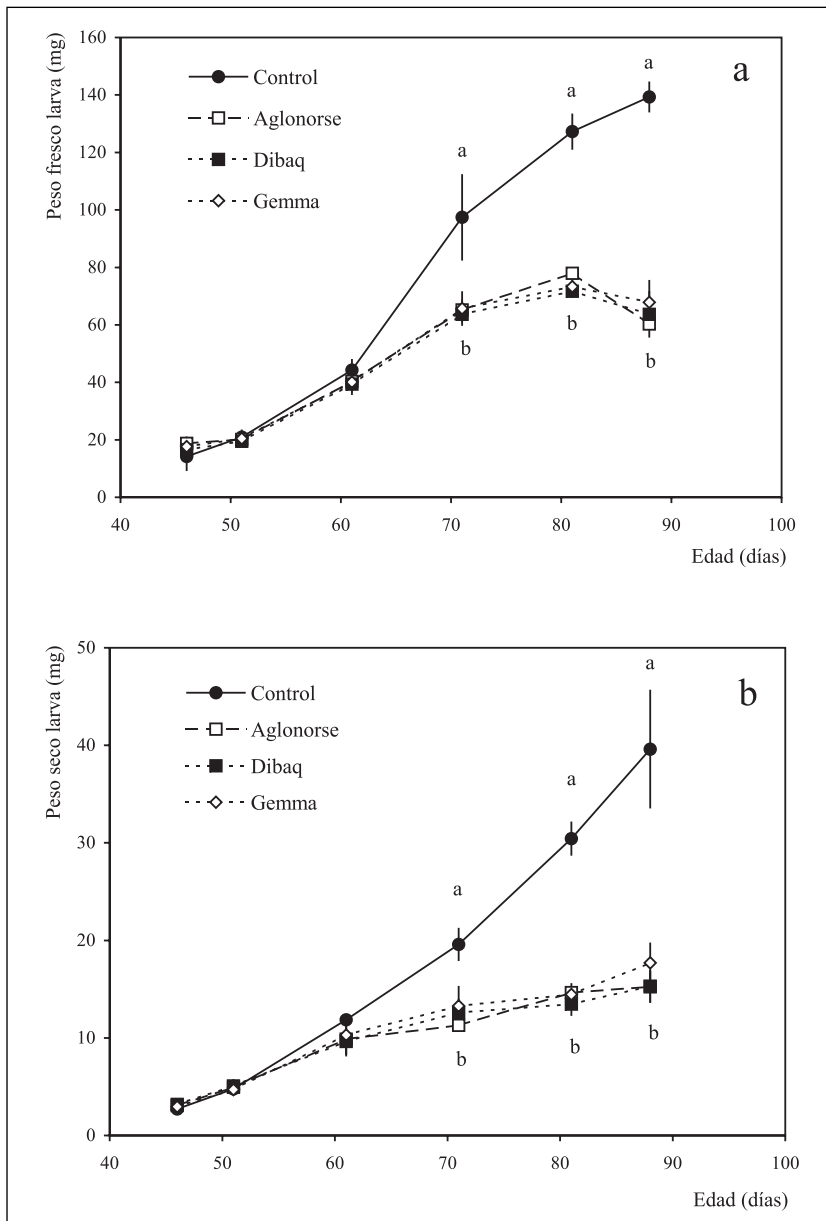 a
Peso fresco larva (mg)
160
140
120
100
80
60
40
20
0
Control
Aglonorse
Dibaq
Gemma
a
a
a
b
b
b
40
50
60
70
80
90
100
Edad (días)
b
Peso seco larva (mg)
50
40
30
20
10
0
Control
Aglonorse
Dibaq
Gemma
a
a
a
b
b
b
40
50
60
70
80
90
100
Edad (días)